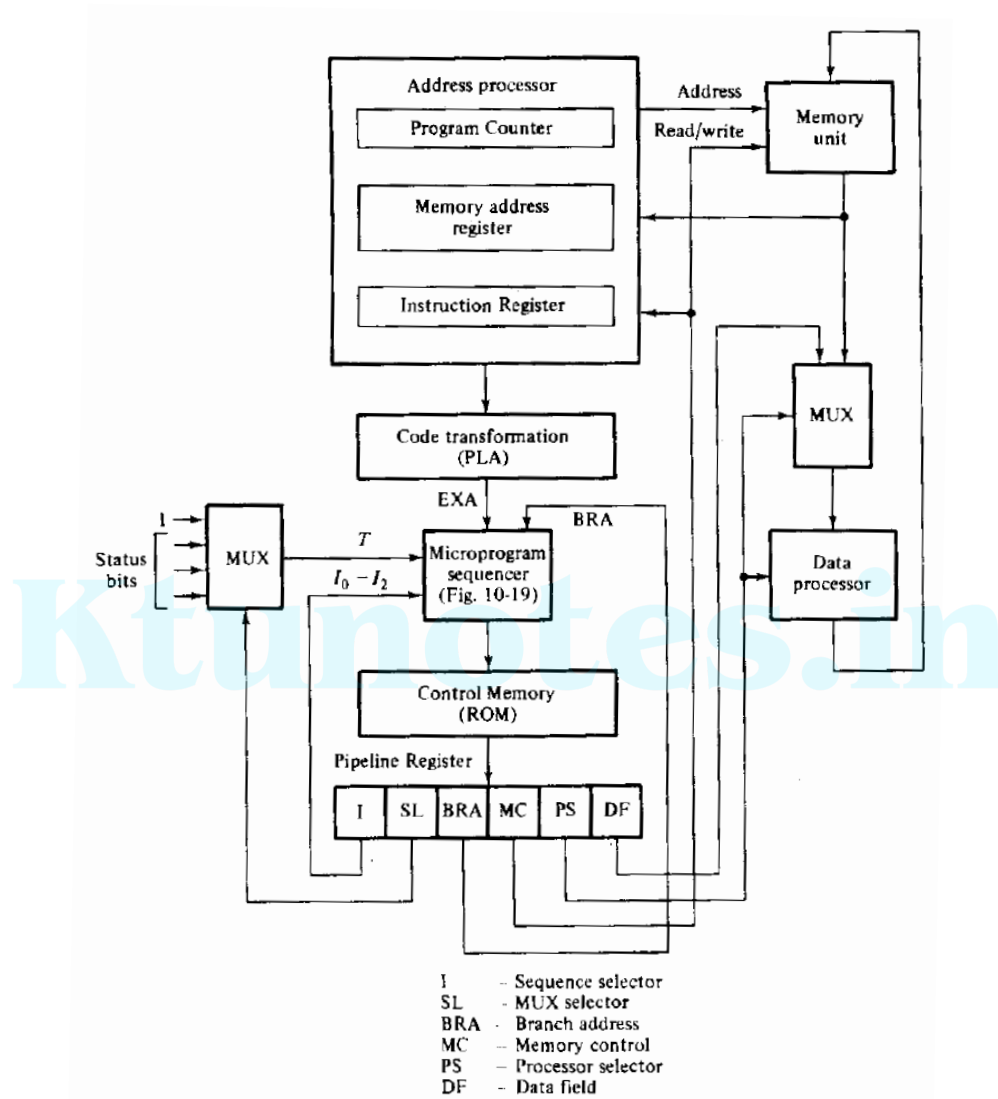 Address processor
Program Counter
Memory address
register
Instruction Register
Address
Read/write
Memory
unit
MUX
Code transformation
(PLA)
EXA
BRA
1
Status
bits
MUX
T
I0 – I2
Microprogram
sequencer
(Fig. 10-19)
Data
processor
Ktunotes.in
Control Memory
(ROM)
Pipeline Register
I SL BRA MC PS DF
I – Sequence selector
SL - MUX selector
BRA - Branch address
MC – Memory control
PS – Processor selector
DF – Data field